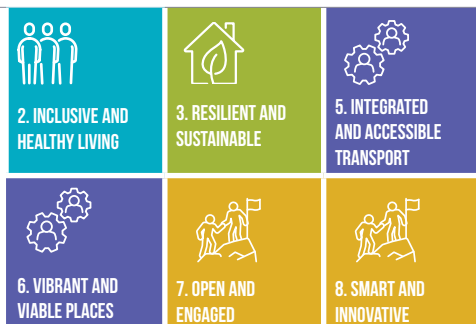 2. INCLUSIVE AND
HEALTHY LIVING
3. RESILIENT AND
SUSTAINABLE
5. INTEGRATED
AND ACCESSIBLE
TRANSPORT
6. VIBRANT AND
VIABLE PLACES
7. OPEN AND
ENGAGED
8. SMART AND
INNOVATIVE